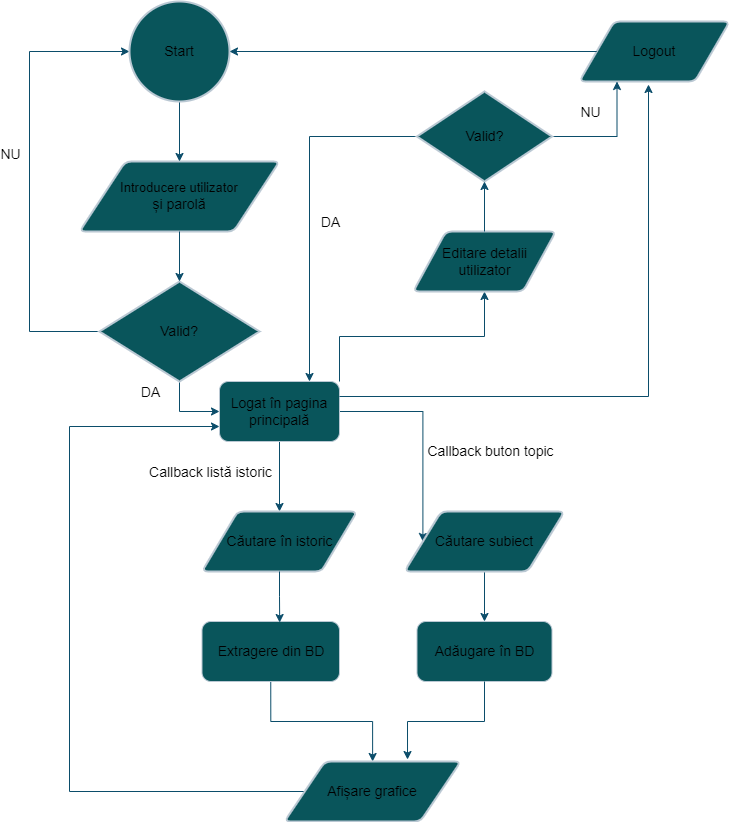 Start
Logout
NU
Valid?
NU
Introducere utilizator
și parolă
DA
Editare detalii
utilizator
Valid?
DA
Logat în pagina
principală
Callback buton topic
Callback listă istoric
Căutare în istoric
Căutare subiect
Extragere din BD
Adăugare în BD
Afișare grafice